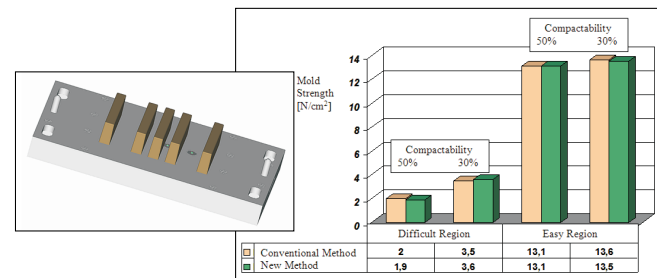 Compactability
50% 30%
Mold
Strength
[N/cm²]
14
12
10
8
6
4
2
0
Compactability
50% 30%
Difficult Region Easy Region
Conventional Method 2 3,5 13,1 13,6
New Method 1,9 3,6 13,1 13,5